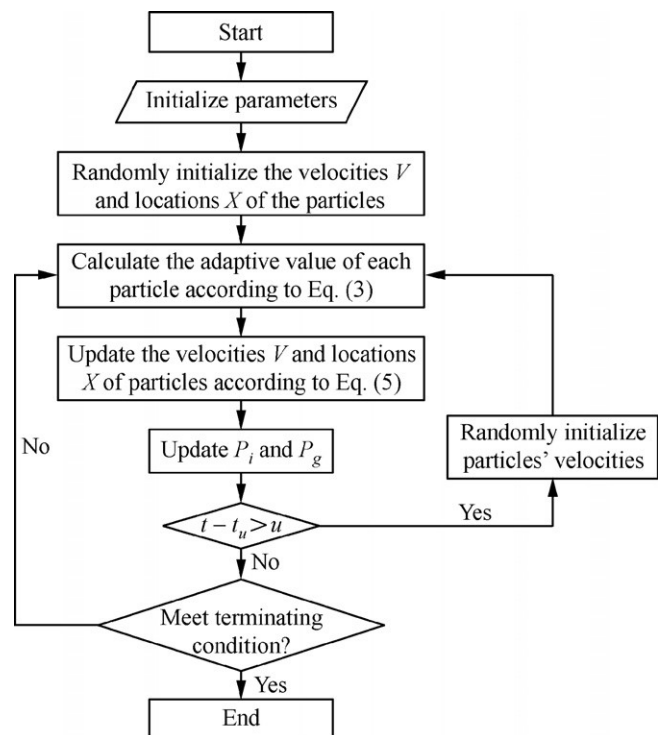 Start
Initialize parameters
Randomly initialize the velocities V
and locations X of the particles
Calculate the adaptive value of each
particle according to Eq. (3)
Update the velocities V and locations
X of particles according to Eq. (5)
No
Update P_i and P_g
Randomly initialize
particles’ velocities
t − t_u > u
Yes
No
Meet terminating
condition?
Yes
End